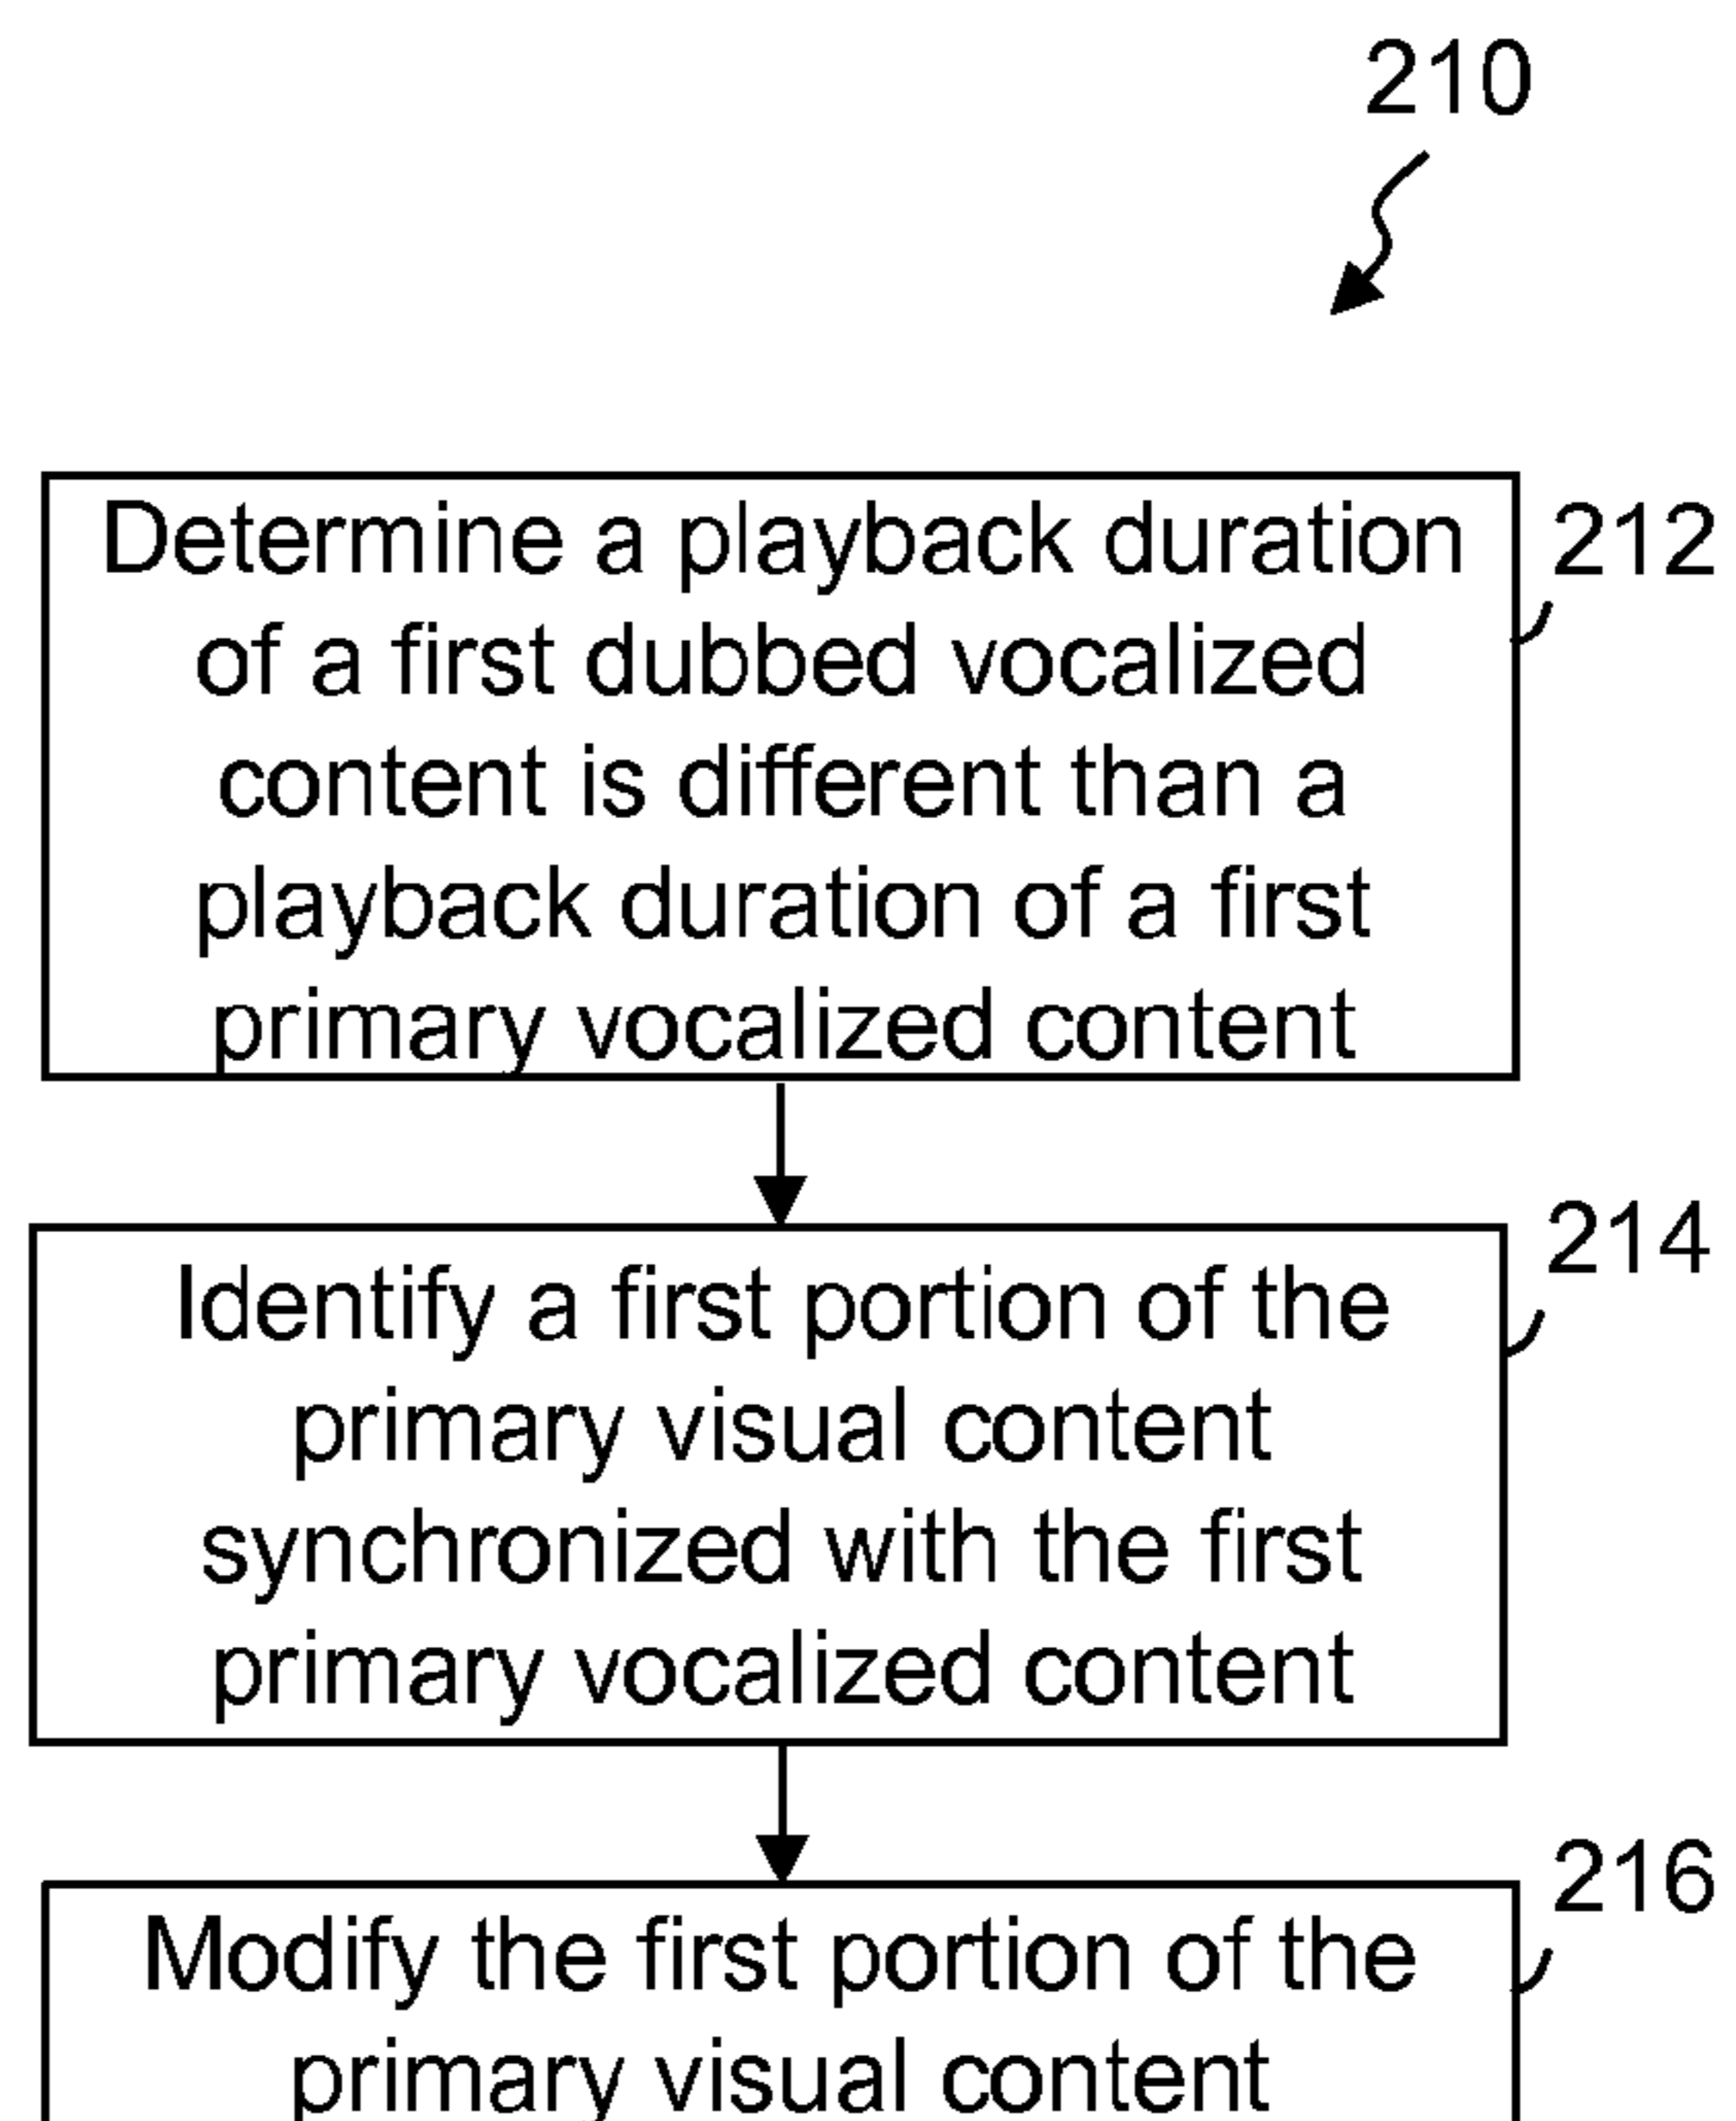 210
Determine a playback duration
212
of a first dubbed vocalized
content is different than a
playback duration of a first
primary vocalized content
214
Identify a first portion of the
primary visual content
synchronized with the first
primary vocalized content
216
Modify the first portion of the
primary visual content